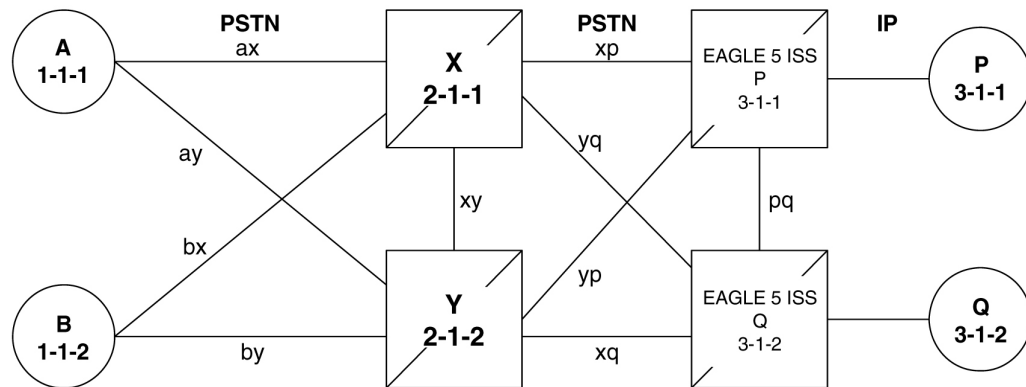 PSTN
PSTN
IP
A
1-1-1
ax
X
2-1-1
xp
EAGLE 5 ISS
P
3-1-1
P
3-1-1
ay
yq
bx
xy
pq
yp
B
1-1-2
by
Y
2-1-2
xq
EAGLE 5 ISS
Q
3-1-2
Q
3-1-2